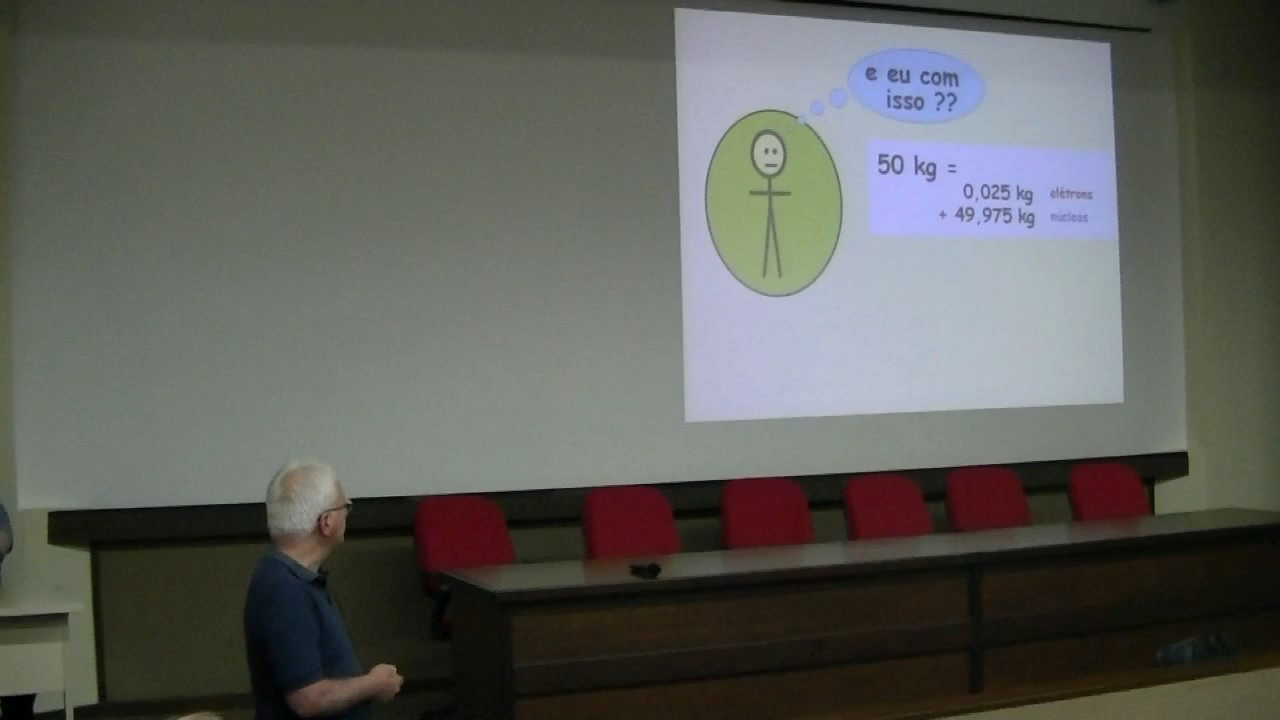 e eu com
isso ??
50 kg =
0,025 kg elétrons
+ 49,975 kg núcleos